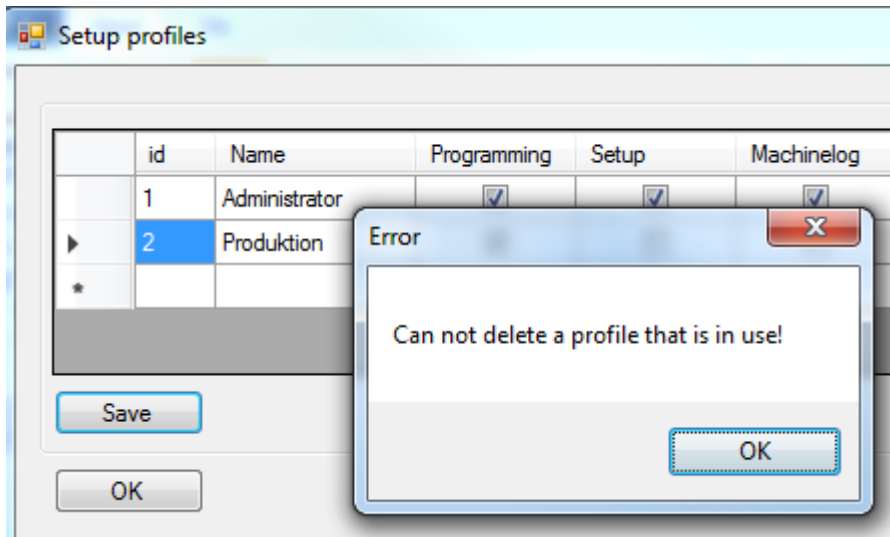 Setup profiles
id Name Programming Setup Machinelog
1 Administrator
2 Produktion
Error
Can not delete a profile that is in use!
OK
Save
OK